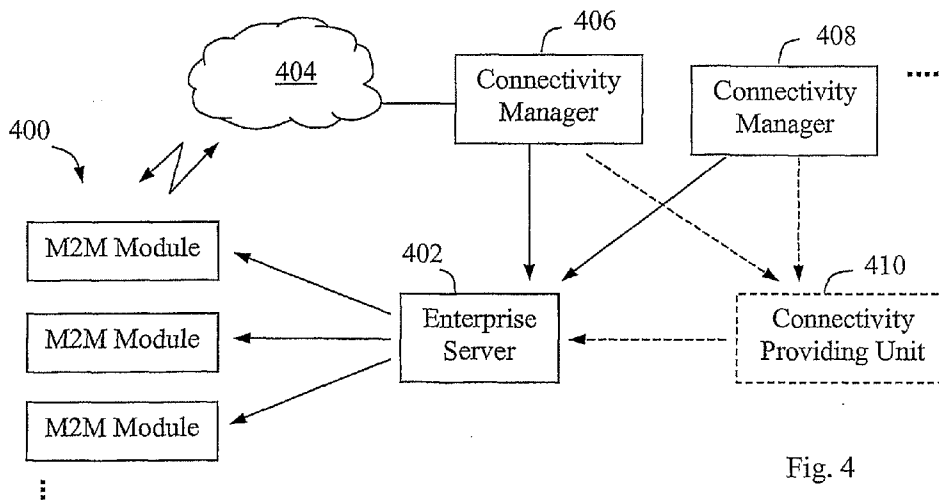 406
408
404
Connectivity
Manager
Connectivity
Manager
400
M2M Module
402
410
M2M Module
Enterprise
Server
Connectivity
Providing Unit
M2M Module
Fig. 4